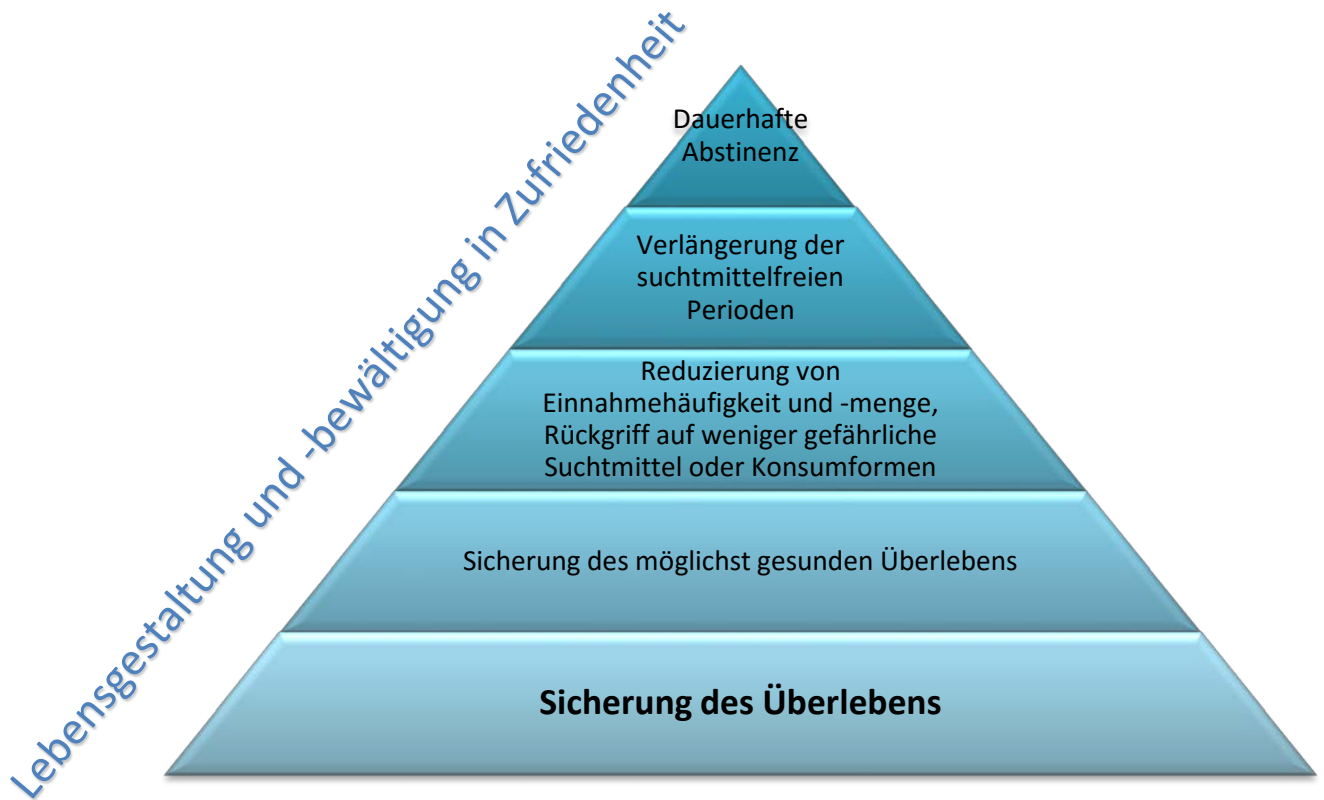 Lebensgestaltung und -bewältigung in Zufriedenheit
Dauerhafte
Abstinenz
Verlängerung der
suchtmittelfreien
Perioden
Reduzierung von
Einnahmehäufigkeit und -menge,
Rückgriff auf weniger gefährliche
Suchtmittel oder Konsumformen
Sicherung des möglichst gesunden Überlebens
Sicherung des Überlebens